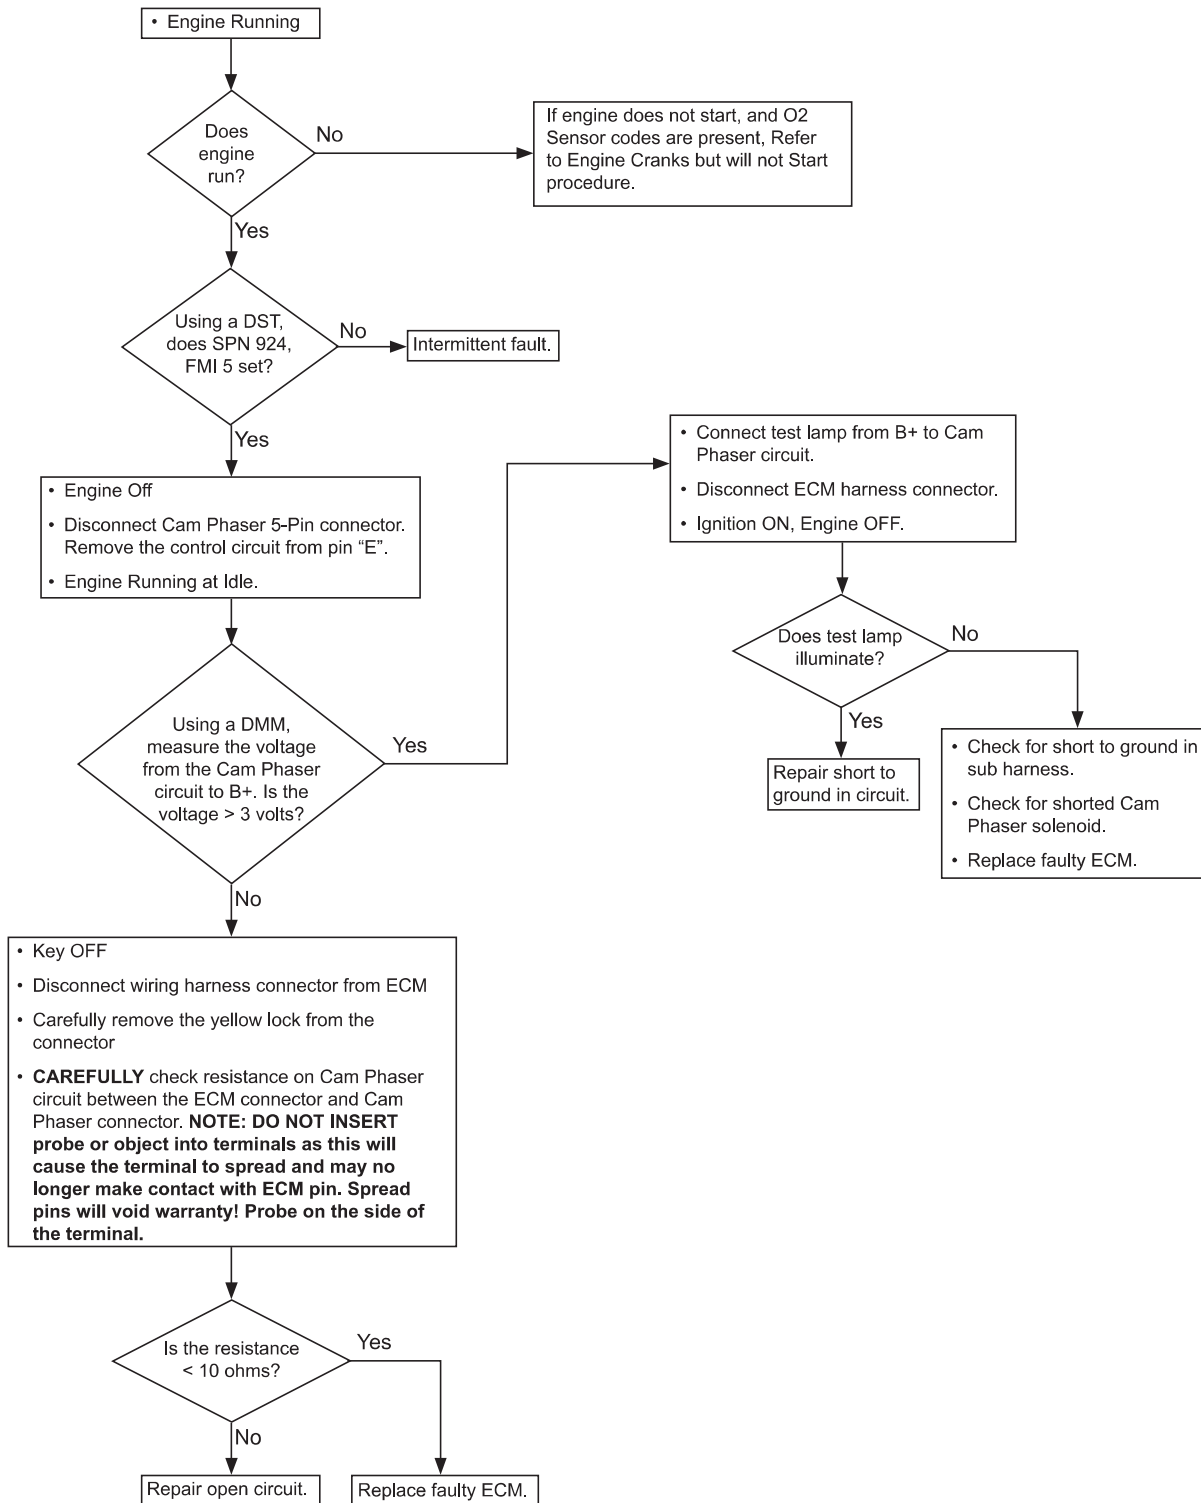 • Engine Running
Does
engine
run?
No
If engine does not start, and O2
Sensor codes are present, Refer
to Engine Cranks but will not Start
procedure.
Yes
Using a DST,
does SPN 924,
FMI 5 set?
No
Intermittent fault.
Yes
• Engine Off
• Disconnect Cam Phaser 5-Pin connector.
Remove the control circuit from pin “E”.
• Engine Running at Idle.
Using a DMM,
measure the voltage
from the Cam Phaser
circuit to B+. Is the
voltage > 3 volts?
Yes
• Connect test lamp from B+ to Cam
Phaser circuit.
• Disconnect ECM harness connector.
• Ignition ON, Engine OFF.
Does test lamp
illuminate?
No
Yes
Repair short to
ground in circuit.
• Check for short to ground in
sub harness.
• Check for shorted Cam
Phaser solenoid.
• Replace faulty ECM.
No
• Key OFF
• Disconnect wiring harness connector from ECM
• Carefully remove the yellow lock from the
connector
• CAREFULLY check resistance on Cam Phaser
circuit between the ECM connector and Cam
Phaser connector. NOTE: DO NOT INSERT
probe or object into terminals as this will
cause the terminal to spread and may no
longer make contact with ECM pin. Spread
pins will void warranty! Probe on the side of
the terminal.
Is the resistance
< 10 ohms?
Yes
No
Repair open circuit.
Replace faulty ECM.